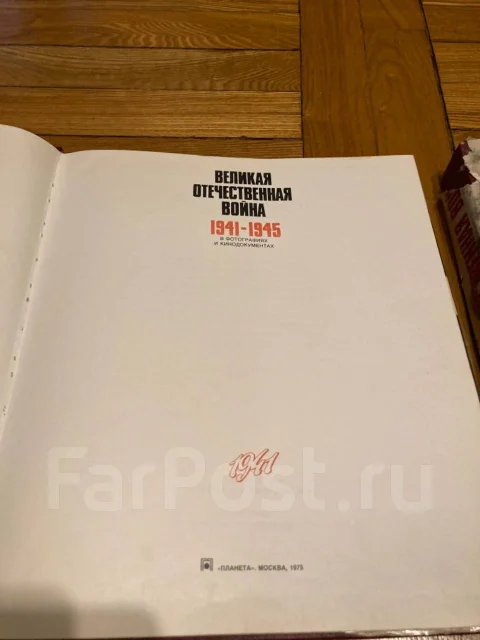 ВЕЛИКАЯ
ОТЕЧЕСТВЕННАЯ
ВОЙНА
1941-1945
В ФОТОГРАФИЯХ
И КИНОДОКУМЕНТАХ
1941
FarPost.ru
«ПЛАНЕТА». МОСКВА, 1975